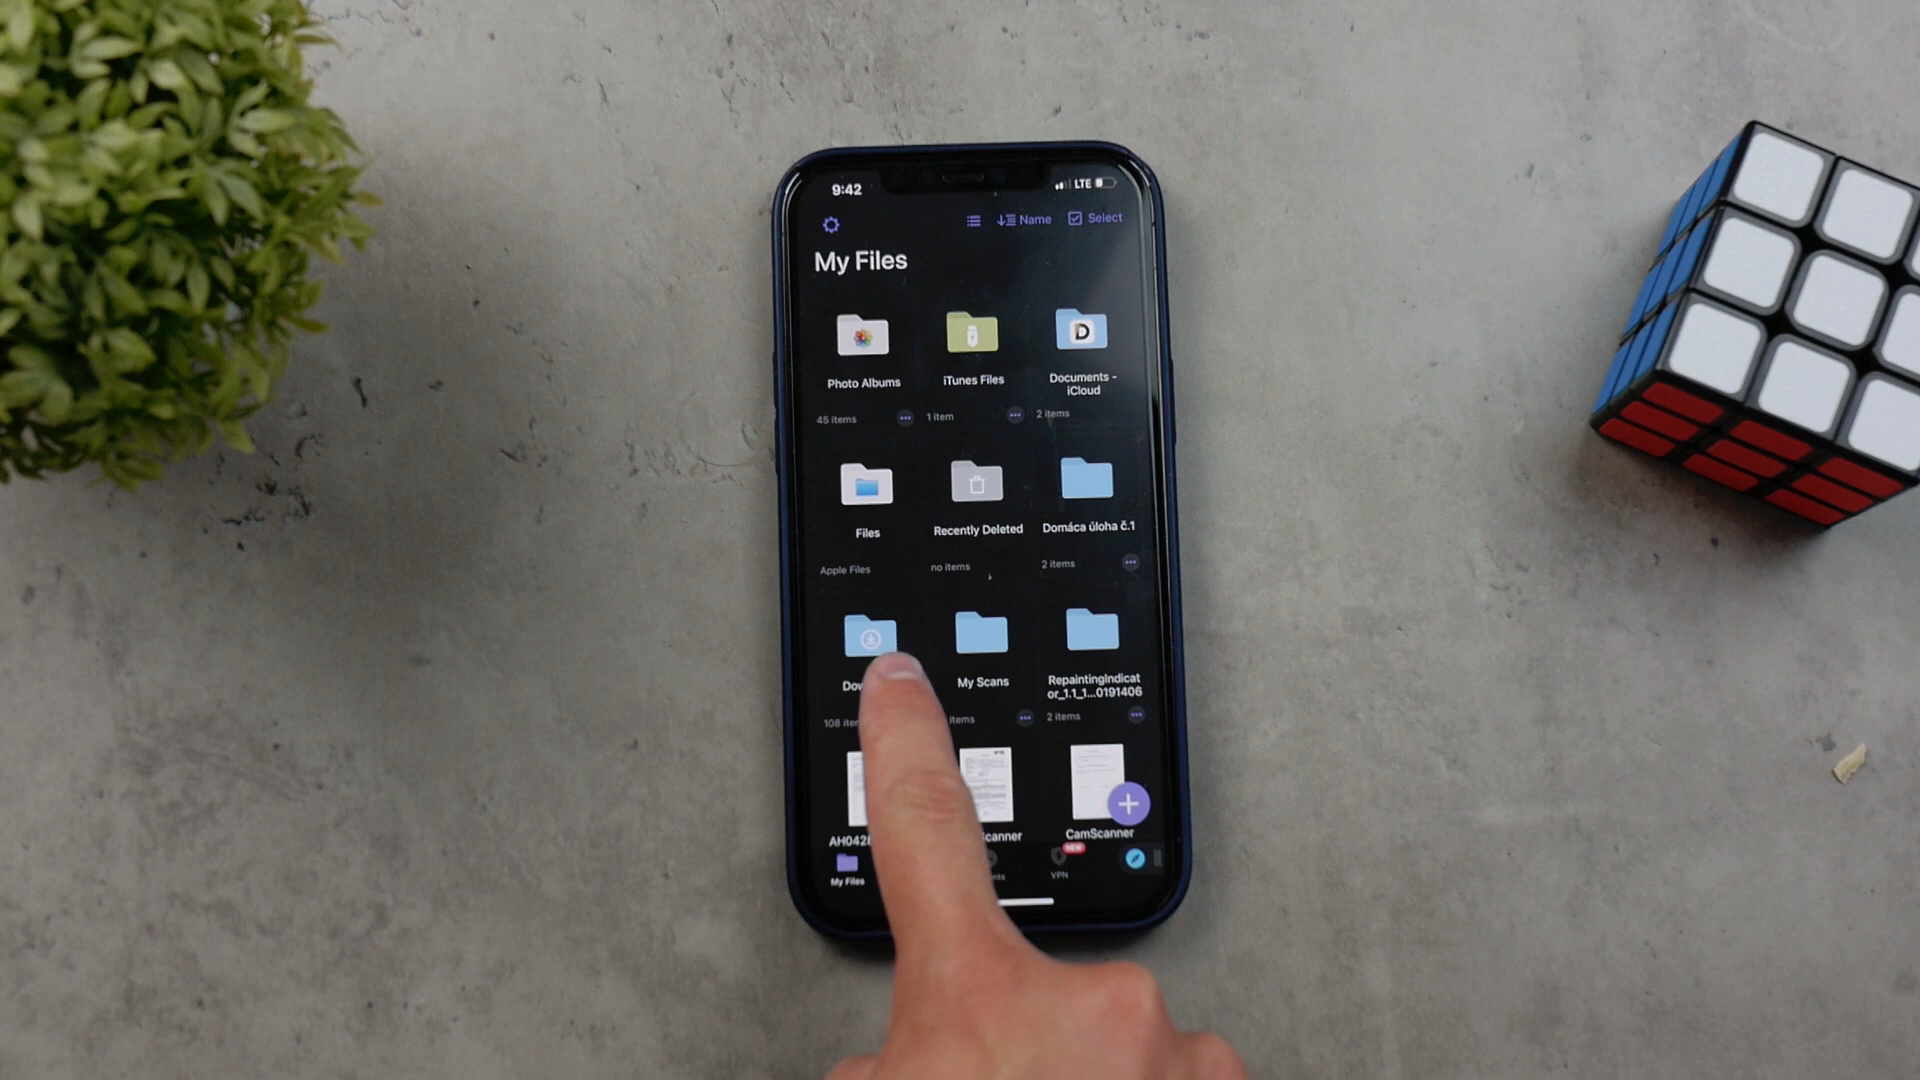 9:42
LTE
Name
Select
My Files
Photo Albums
iTunes Files
Documents -
iCloud
45 items
1 item
2 items
Files
Recently Deleted
Domáca úloha č.1
Apple Files
no items
2 items
My Scans
RepaintingIndicat
or_1.1_1...0191406
108
items
2 items
CamScanner
NEW
My Files
VPN